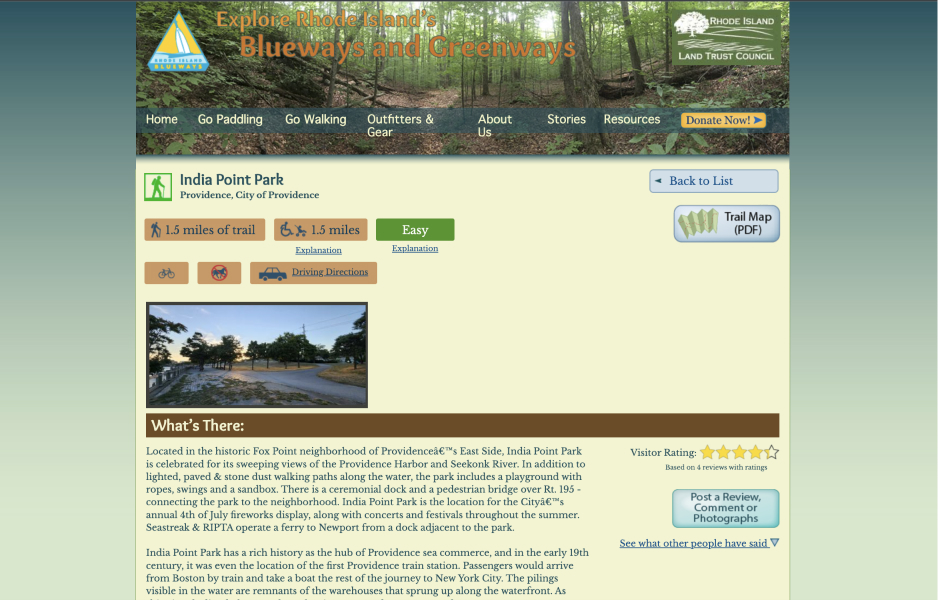 Explore Rhode Island's
Blueways and Greenways
RHODE ISLAND
BLUEWAYS
RHODE ISLAND
LAND TRUST COUNCIL
Home Go Paddling Go Walking Outfitters & Gear About Us Stories Resources Donate Now!
India Point Park
Providence, City of Providence
Back to List
Trail Map
(PDF)
1.5 miles of trail 1.5 miles Easy
Explanation Explanation
Driving Directions
What's There:
Located in the historic Fox Point neighborhood of Providenceâ€™s East Side, India Point Park
is celebrated for its sweeping views of the Providence Harbor and Seekonk River. In addition to
lighted, paved & stone dust walking paths along the water, the park includes a playground with
ropes, swings and a sandbox. There is a ceremonial dock and a pedestrian bridge over Rt. 195 -
connecting the park to the neighborhood. India Point Park is the location for the Cityâ€™s
annual 4th of July fireworks display, along with concerts and festivals throughout the summer.
Seastreak & RIPTA operate a ferry to Newport from a dock adjacent to the park.
India Point Park has a rich history as the hub of Providence sea commerce, and in the early 19th
century, it was even the location of the first Providence train station. Passengers would arrive
from Boston by train and take a boat the rest of the journey to New York City. The pilings
visible in the water are remnants of the warehouses that sprung up along the waterfront. As
Visitor Rating:
Based on 4 reviews with ratings
Post a Review,
Comment or
Photographs
See what other people have said